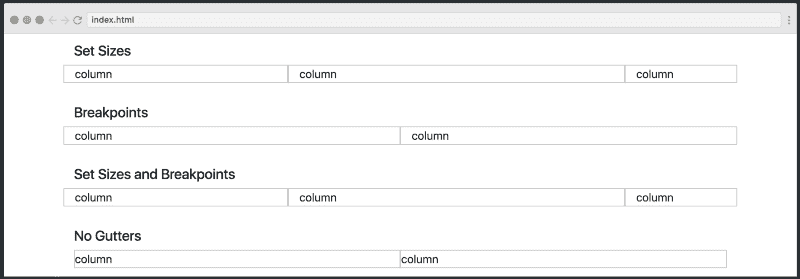 index.html
Set Sizes
column column column
Breakpoints
column column
Set Sizes and Breakpoints
column column column
No Gutters
column column